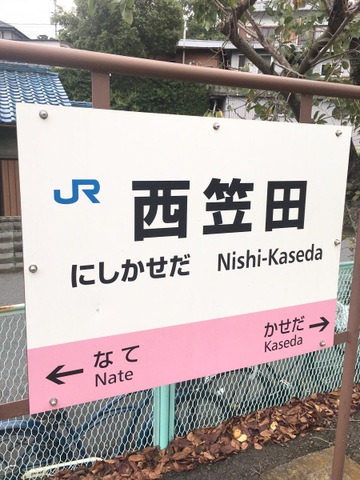 JR 西笠田
にしかせだ Nishi-Kaseda
← なて
Nate
かせだ →
Kaseda